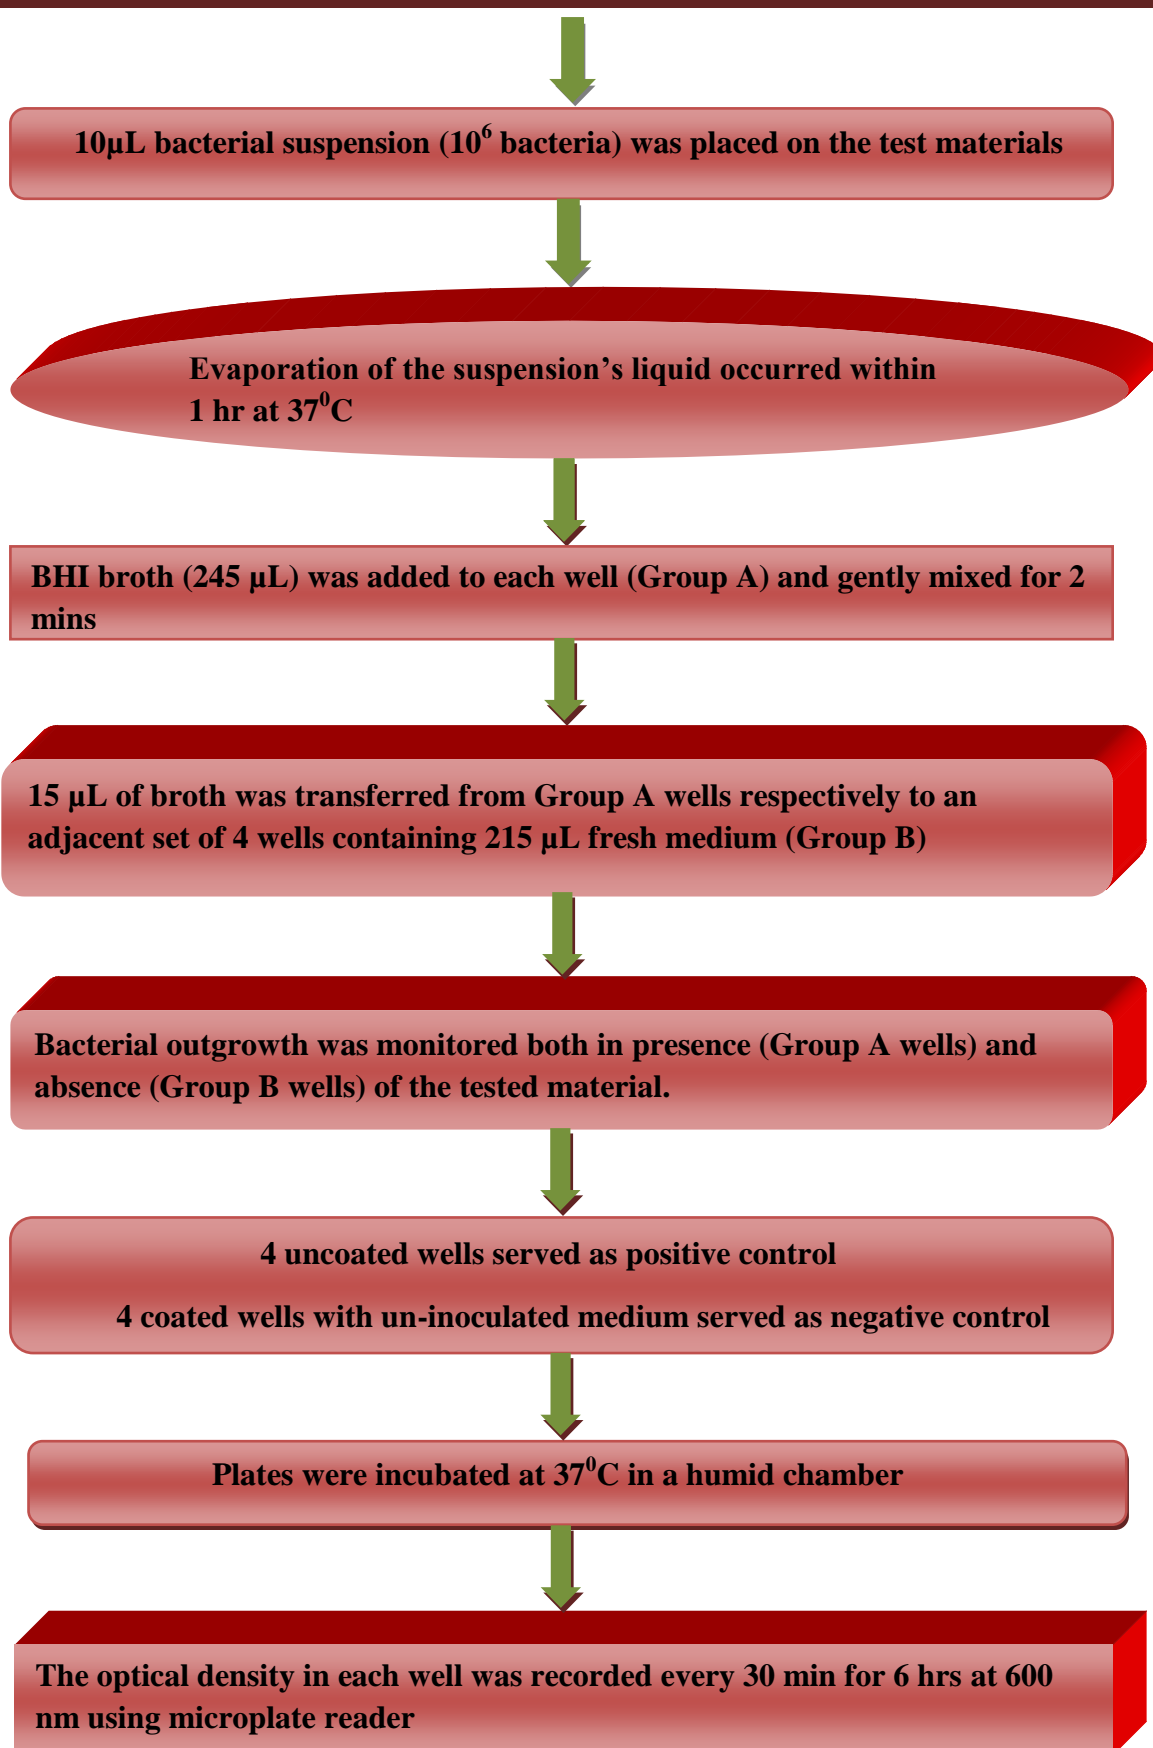 10µL bacterial suspension (10⁶ bacteria) was placed on the test materials
Evaporation of the suspension’s liquid occurred within
1 hr at 37⁰C
BHI broth (245 µL) was added to each well (Group A) and gently mixed for 2
mins
15 µL of broth was transferred from Group A wells respectively to an
adjacent set of 4 wells containing 215 µL fresh medium (Group B)
Bacterial outgrowth was monitored both in presence (Group A wells) and
absence (Group B wells) of the tested material.
4 uncoated wells served as positive control
4 coated wells with un-inoculated medium served as negative control
Plates were incubated at 37⁰C in a humid chamber
The optical density in each well was recorded every 30 min for 6 hrs at 600
nm using microplate reader